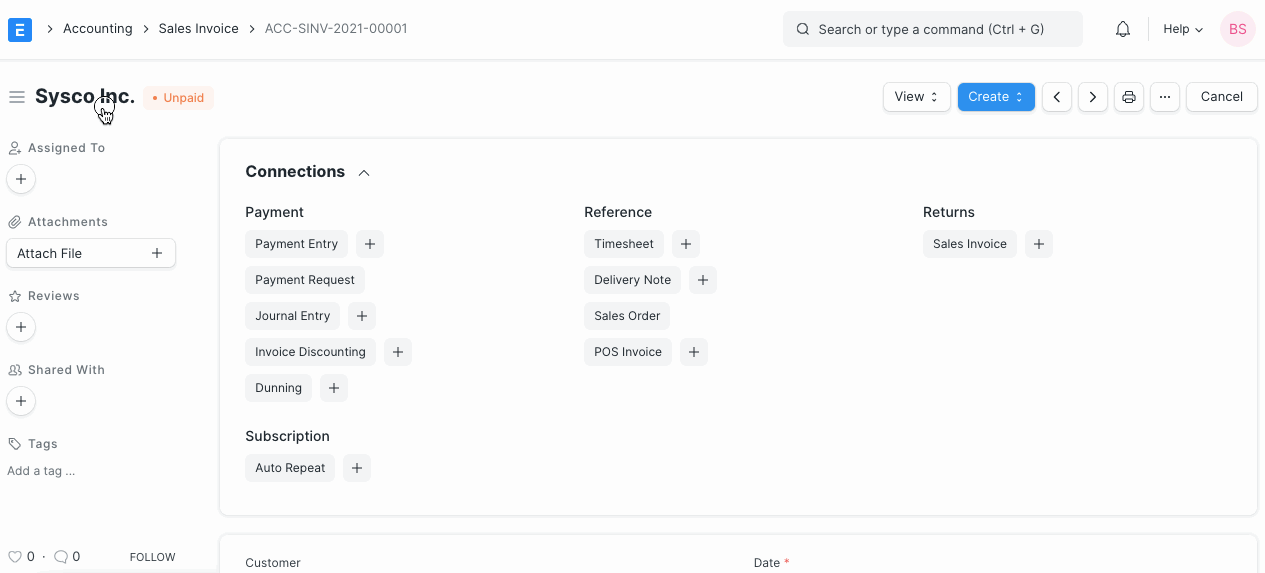 E Accounting Sales Invoice ACC-SINV-2021-00001 Search or type a command (Ctrl + G) Help BS
Sysco Inc. • Unpaid View Create ... Cancel
Assigned To
+
Attachments
Attach File +
Reviews
+
Shared With
+
Tags
Add a tag ...
0 · 0 FOLLOW
Connections
Payment
Payment Entry +
Payment Request
Journal Entry +
Invoice Discounting +
Dunning +
Reference
Timesheet +
Delivery Note +
Sales Order
POS Invoice +
Returns
Sales Invoice +
Subscription
Auto Repeat +
Customer Date *